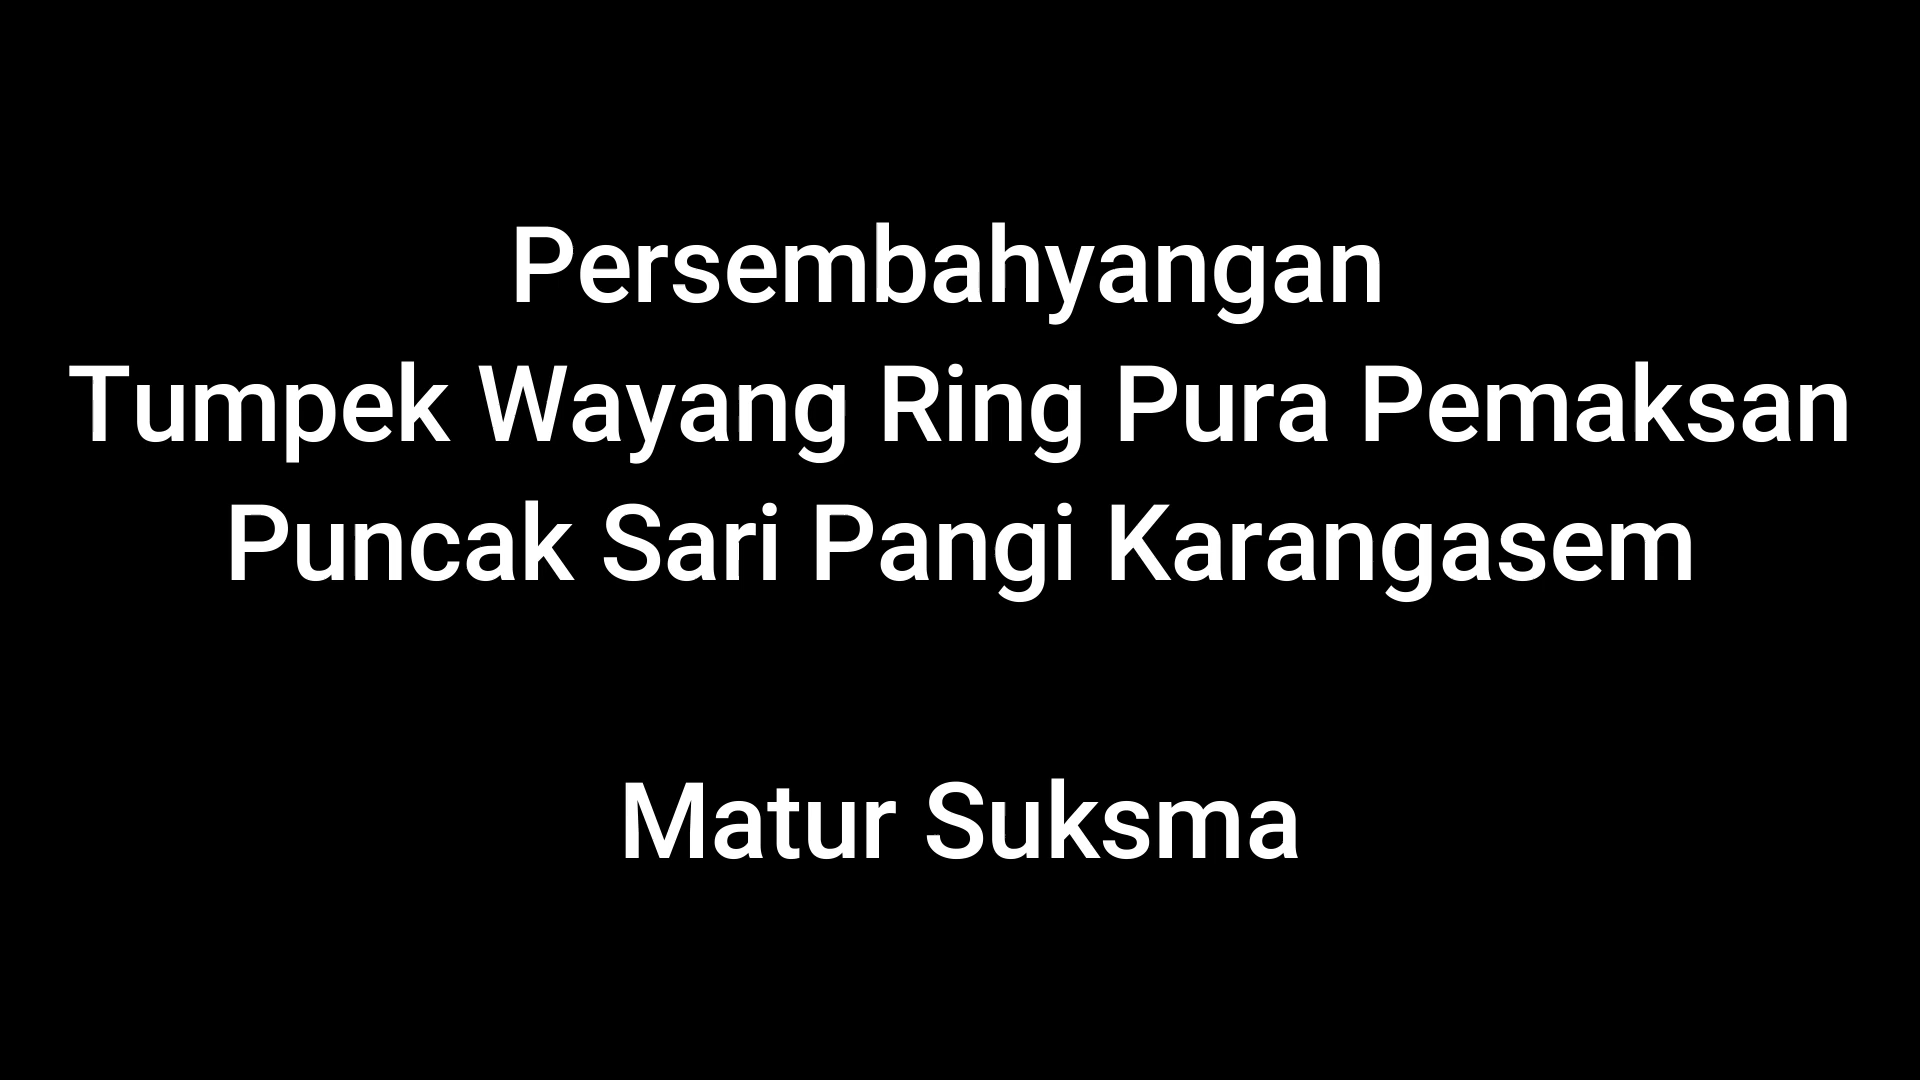 Persembahyangan
Tumpek Wayang Ring Pura Pemaksan
Puncak Sari Pangi Karangasem
Matur Suksma